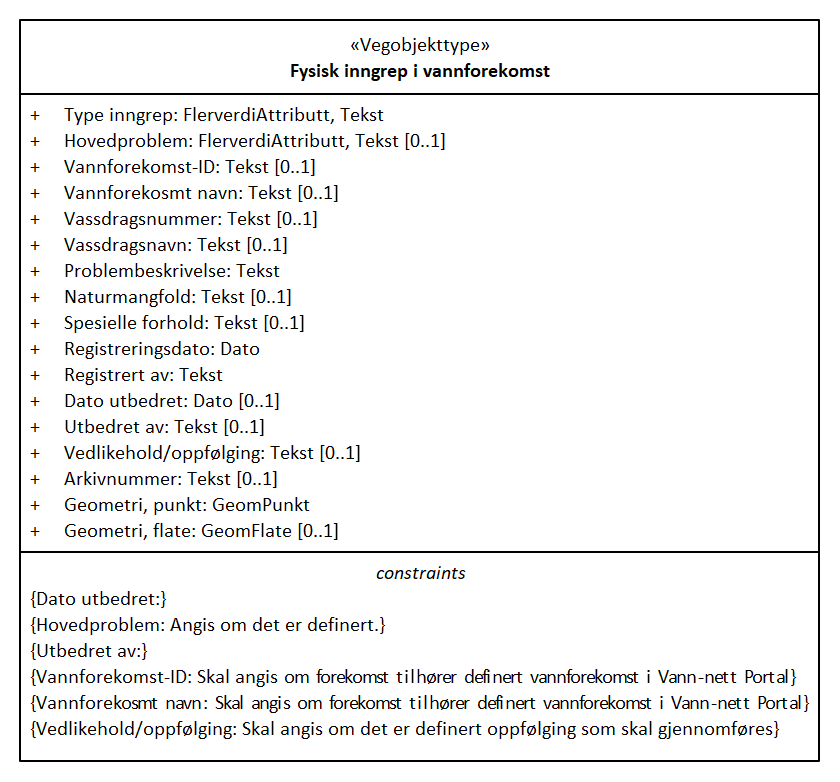 «Vegobjekttype»
Fysisk inngrep i vannforekomst
+ Type inngrep: FlerverdiAttributt, Tekst
+ Hovedproblem: FlerverdiAttributt, Tekst [0..1]
+ Vannforekomst-ID: Tekst [0..1]
+ Vannforekosmt navn: Tekst [0..1]
+ Vassdragsnummer: Tekst [0..1]
+ Vassdragsnavn: Tekst [0..1]
+ Problembeskrivelse: Tekst
+ Naturmangfold: Tekst [0..1]
+ Spesielle forhold: Tekst [0..1]
+ Registreringsdato: Dato
+ Registrert av: Tekst
+ Dato utbedret: Dato [0..1]
+ Utbedret av: Tekst [0..1]
+ Vedlikehold/oppfølging: Tekst [0..1]
+ Arkivnummer: Tekst [0..1]
+ Geometri, punkt: GeomPunkt
+ Geometri, flate: GeomFlate [0..1]
constraints
{Dato utbedret:}
{Hovedproblem: Angis om det er definert.}
{Utbedret av:}
{Vannforekomst-ID: Skal angis om forekomst tilhører definert vannforekomst i Vann-nett Portal}
{Vannforekosmt navn: Skal angis om forekomst tilhører definert vannforekomst i Vann-nett Portal}
{Vedlikehold/oppfølging: Skal angis om det er definert oppfølging som skal gjennomføres}